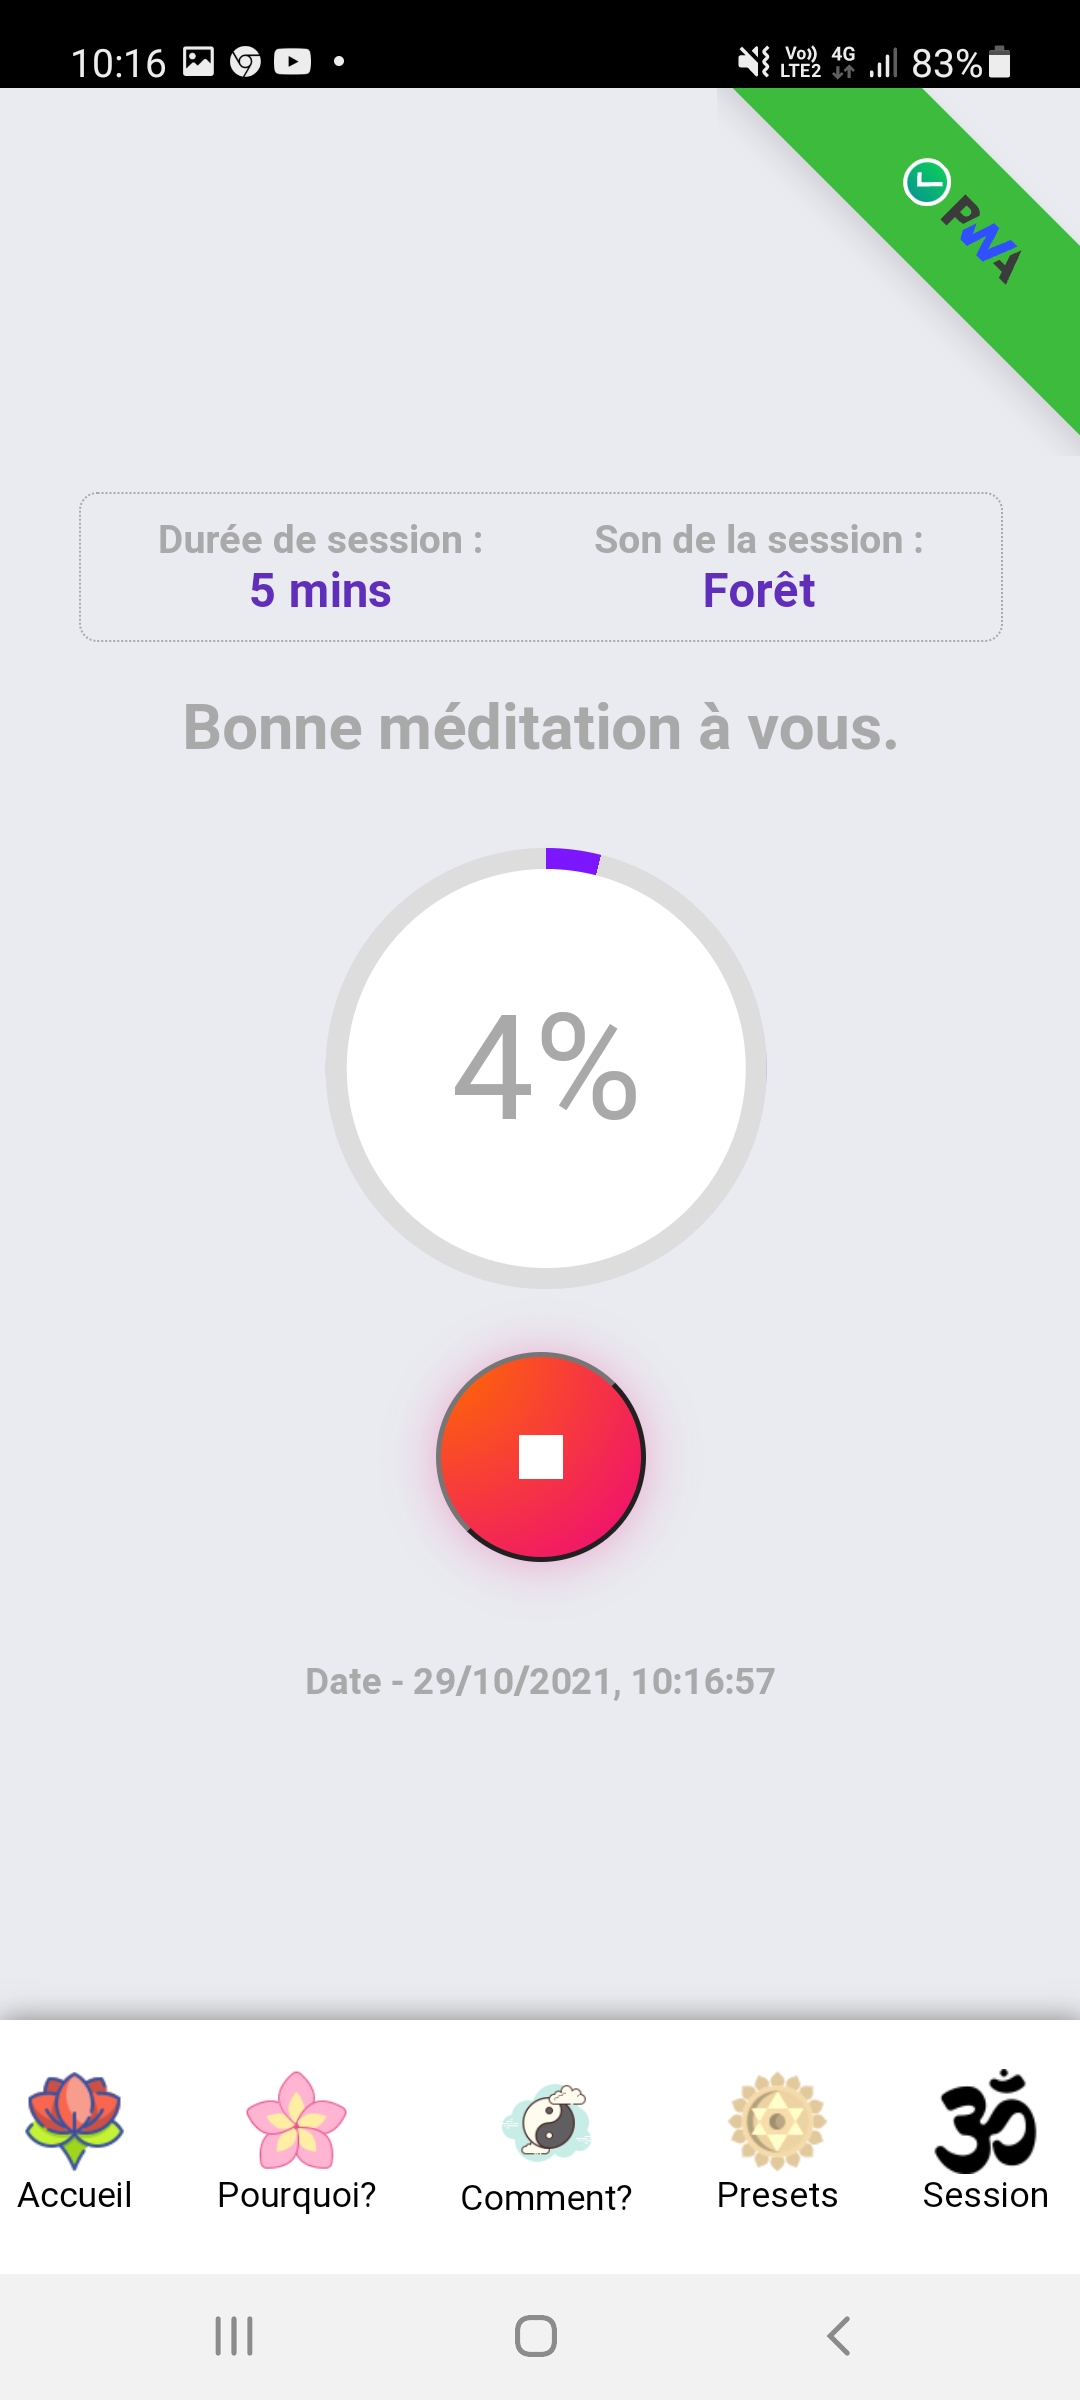 10:16
Vo)) LTE2 4G 83%
PWA
Durée de session :
5 mins
Son de la session :
Forêt
Bonne méditation à vous.
4%
Date - 29/10/2021, 10:16:57
Accueil
Pourquoi?
Comment?
Presets
Session